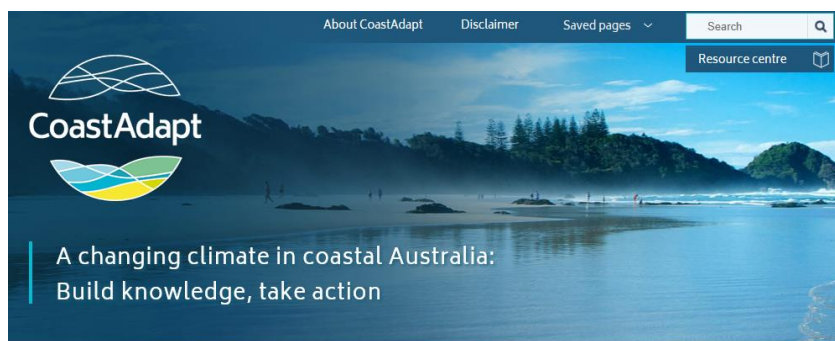 About CoastAdapt Disclaimer Saved pages Search
Resource centre
CoastAdapt
A changing climate in coastal Australia:
Build knowledge, take action